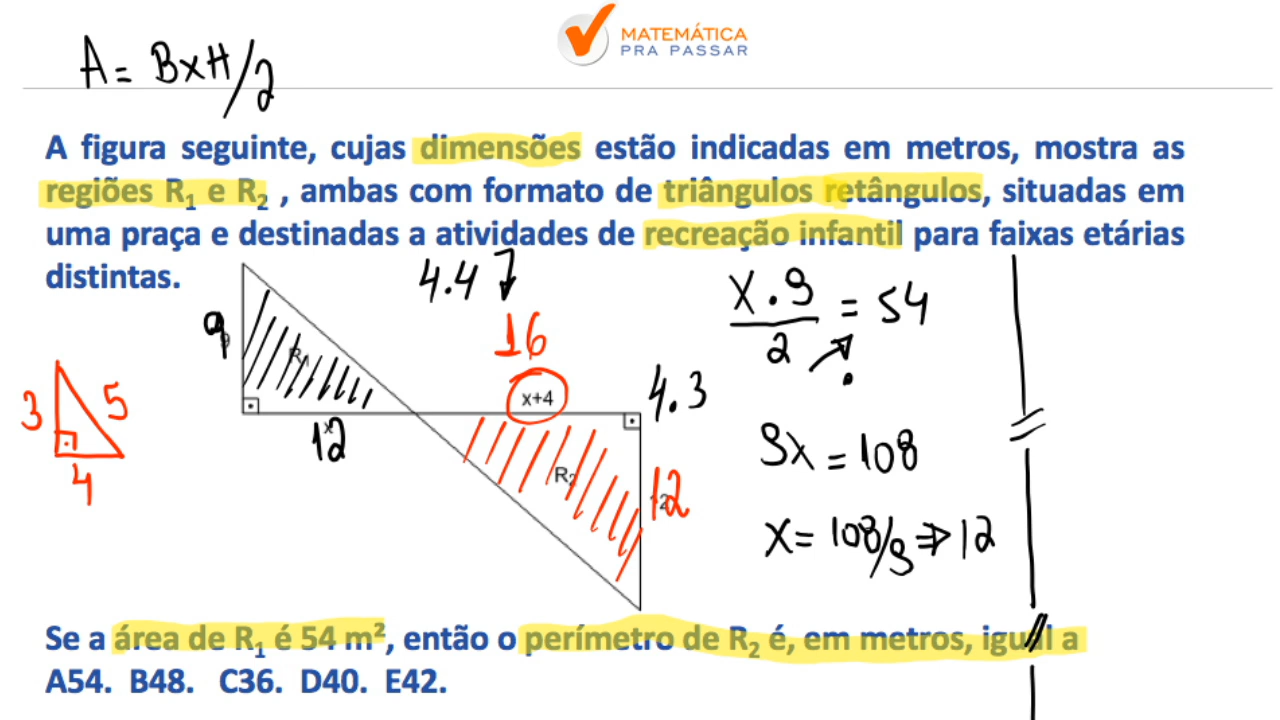 MATEMÁTICA
PRA PASSAR
A = B×H/2
A figura seguinte, cujas dimensões estão indicadas em metros, mostra as
regiões R₁ e R₂ , ambas com formato de triângulos retângulos, situadas em
uma praça e destinadas a atividades de recreação infantil para faixas etárias
distintas.
4.4
16
x+4
4.3
9
R1
12
R2
12
3
5
4
x.9
2
= 54
9x = 108
x = 108/9 ⇒ 12
Se a área de R₁ é 54 m², então o perímetro de R₂ é, em metros, igual a
A54. B48. C36. D40. E42.